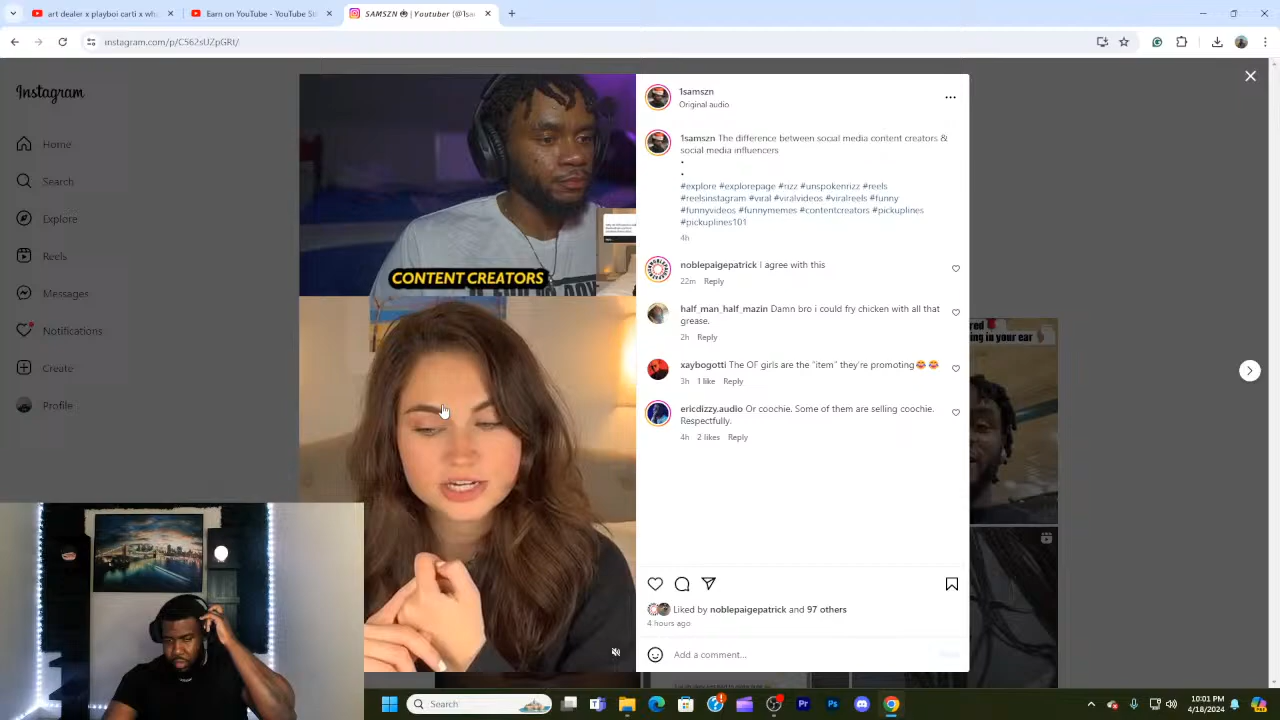 art dealer x playboi carti x wh
Earn on YouTube - YouTube St
SAMSZN
| Youtuber (@1sa
instagram.com/p/C562sUZpGRt/
Instagram
Home
Search
Explore
Reels
Messages
Notifications
Create
Profile
CONTENT CREATORS
1samszn
Original audio
1samszn The difference between social media content creators &
social media influencers
•
•
#explore #explorepage #rizz #unspokenrizz #reels
#reelsinstagram #viral #viralvideos #viralreels #funny
#funnyvideos #funnymemes #contentcreators #pickuplines
#pickuplines101
4h
noblepaigepatrick I agree with this
22m Reply
half_man_half_mazin Damn bro i could fry chicken with all that
grease.
2h Reply
xaybogotti The OF girls are the "item" they're promoting😂 😂
3h 1 like Reply
ericdizzy.audio Or coochie. Some of them are selling coochie.
Respectfully.
4h 2 likes Reply
Liked by noblepaigepatrick and 97 others
4 hours ago
Add a comment...
Post
ing in your ear
Search
10:01 PM
4/18/2024